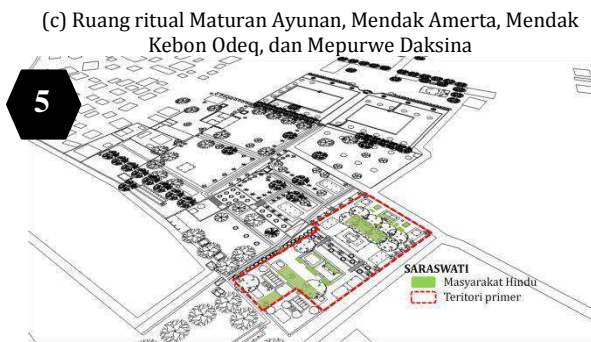 (c) Ruang ritual Maturan Ayunan, Mendak Amerta, Mendak
Kebon Odeq, dan Mepurwe Daksina
5
SARASWATI
Masyarakat Hindu
Teritori primer